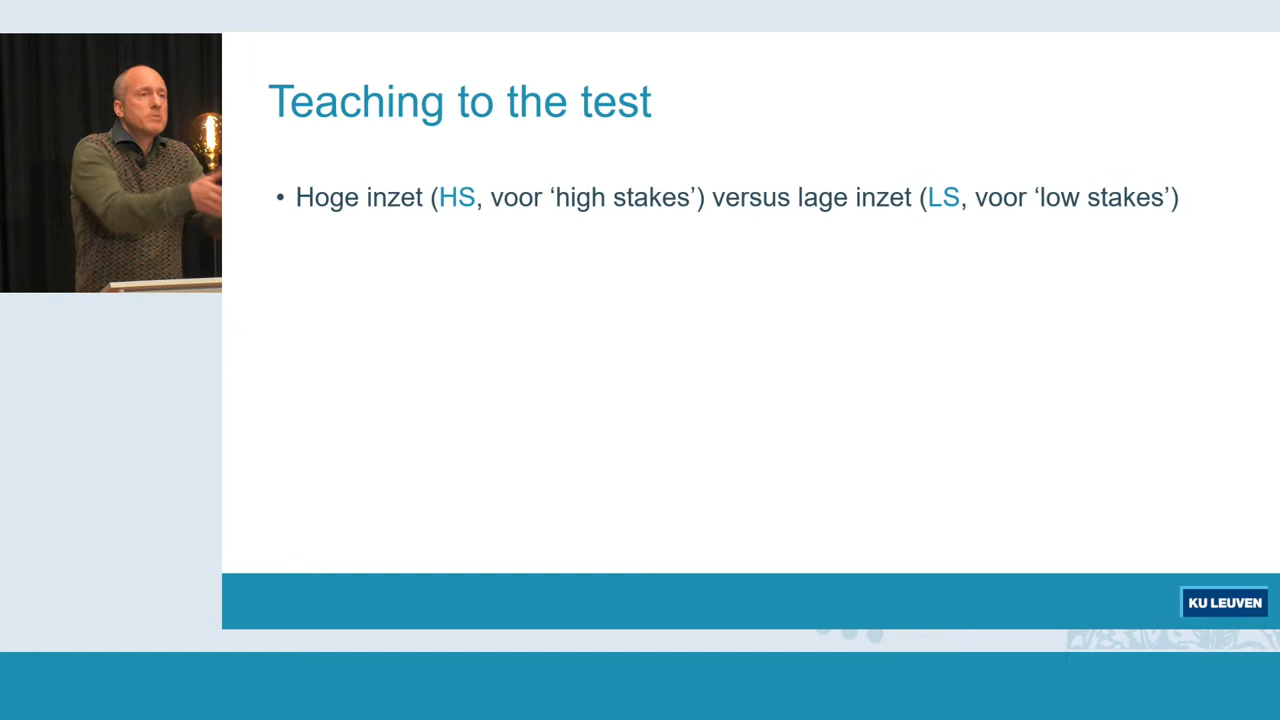 Teaching to the test
• Hoge inzet (HS, voor ‘high stakes’) versus lage inzet (LS, voor ‘low stakes’)
KU LEUVEN